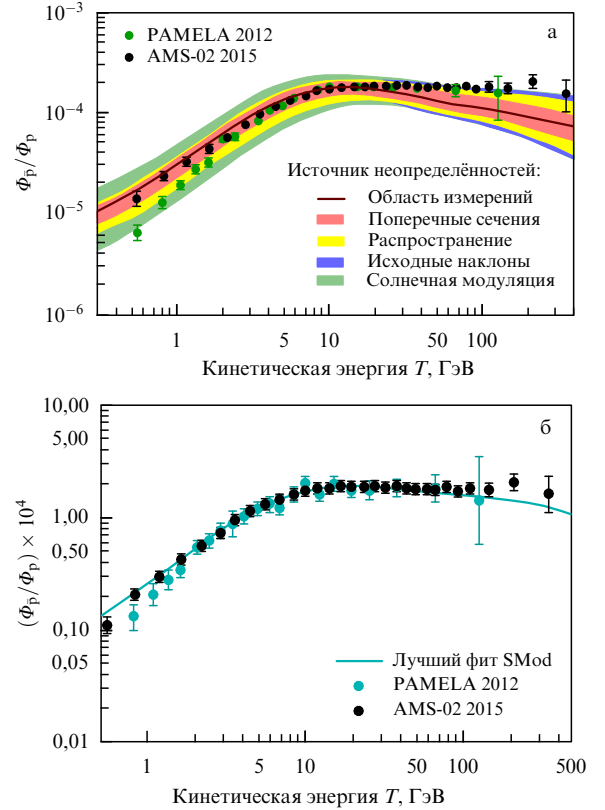 10⁻³
PAMELA 2012
AMS-02 2015
а
10⁻⁴
Φp̄/Φp
Источник неопределённостей:
Область измерений
10⁻⁵
Поперечные сечения
Распространение
Исходные наклоны
Солнечная модуляция
10⁻⁶
1 5 10 50 100
Кинетическая энергия T, ГэВ
10,00
б
5,00
1,00
0,50
(Φp̄/Φp) × 10⁴
0,10
0,05
Лучший фит SMod
PAMELA 2012
AMS-02 2015
0,01
1 5 10 50 100 500
Кинетическая энергия T, ГэВ